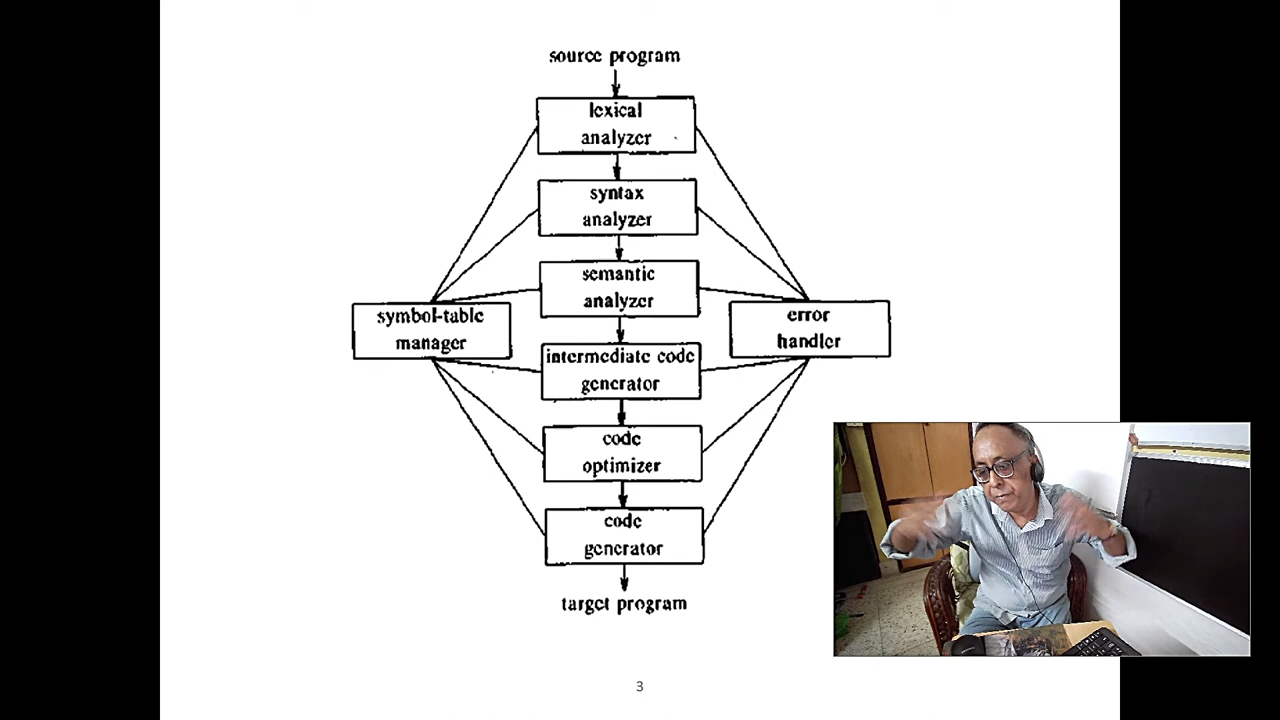 source program
lexical
analyzer
syntax
analyzer
semantic
analyzer
symbol-table
manager
error
handler
intermediate code
generator
code
optimizer
code
generator
target program
3